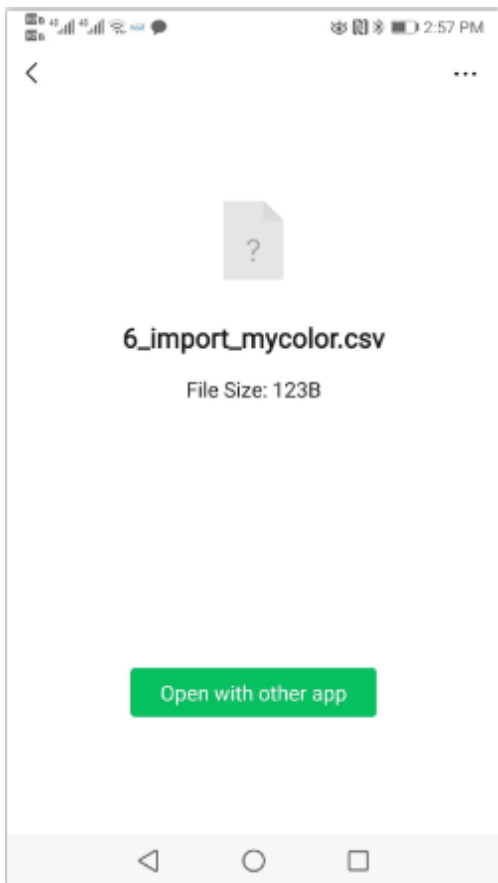 2:57 PM
?
6_import_mycolor.csv
File Size: 123B
Open with other app